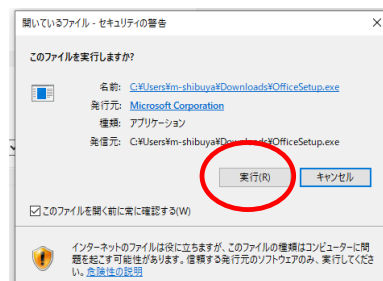 開いているファイル - セキュリティの警告
このファイルを実行しますか?
名前: C:¥Users¥m-shibuya¥Downloads¥OfficeSetup.exe
発行元: Microsoft Corporation
種類: アプリケーション
発信元: C:¥Users¥m-shibuya¥Downloads¥OfficeSetup.exe
実行(R) キャンセル
このファイルを開く前に常に確認する(W)
インターネットのファイルは役に立ちますが、このファイルの種類はコンピューターに問
題を起こす可能性があります。信頼する発行元のソフトウェアのみ、実行してくださ
い。危険性の説明